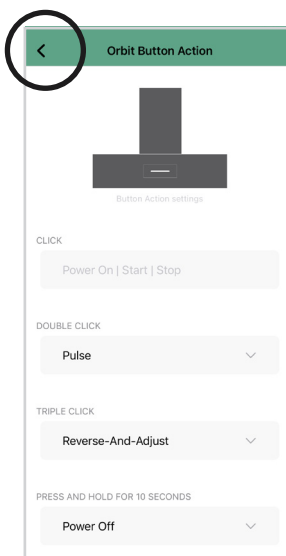 Orbit Button Action
Button Action settings
CLICK
Power On | Start | Stop
DOUBLE CLICK
Pulse
TRIPLE CLICK
Reverse-And-Adjust
PRESS AND HOLD FOR 10 SECONDS
Power Off